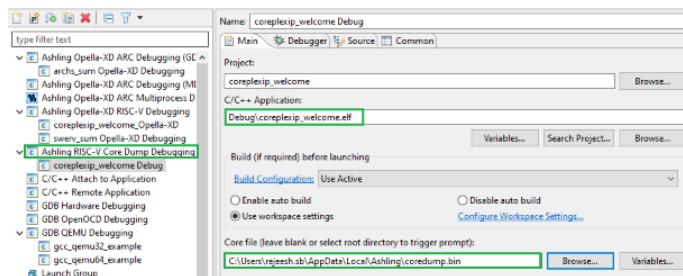 Name: coreplexip_welcome Debug
type filter text
Ashling Opella-XD ARC Debugging (GD
archs_sum Opella-XD Debugging
Ashling Opella-XD ARC Debugging (MI
Ashling Opella-XD ARC Multiprocess D
Ashling Opella-XD RISC-V Debugging
coreplexip_welcome_Opella-XD
swerv_sum Opella-XD Debugging
Ashling RISC-V Core Dump Debugging
coreplexip_welcome Debug
C/C++ Attach to Application
C/C++ Remote Application
GDB Hardware Debugging
GDB OpenOCD Debugging
GDB QEMU Debugging
gcc_qemu32_example
gcc_qemu64_example
Launch Group
Main Debugger Source Common
Project:
coreplexip_welcome Browse...
C/C++ Application:
Debug\coreplexip_welcome.elf
Variables... Search Project... Browse...
Build (if required) before launching
Build Configuration: Use Active
Enable auto build Disable auto build
Use workspace settings Configure Workspace Settings...
Core file (leave blank or select root directory to trigger prompt):
C:\Users\rejeesh.sb\AppData\Local\Ashling\coredump.bin Browse... Variables...